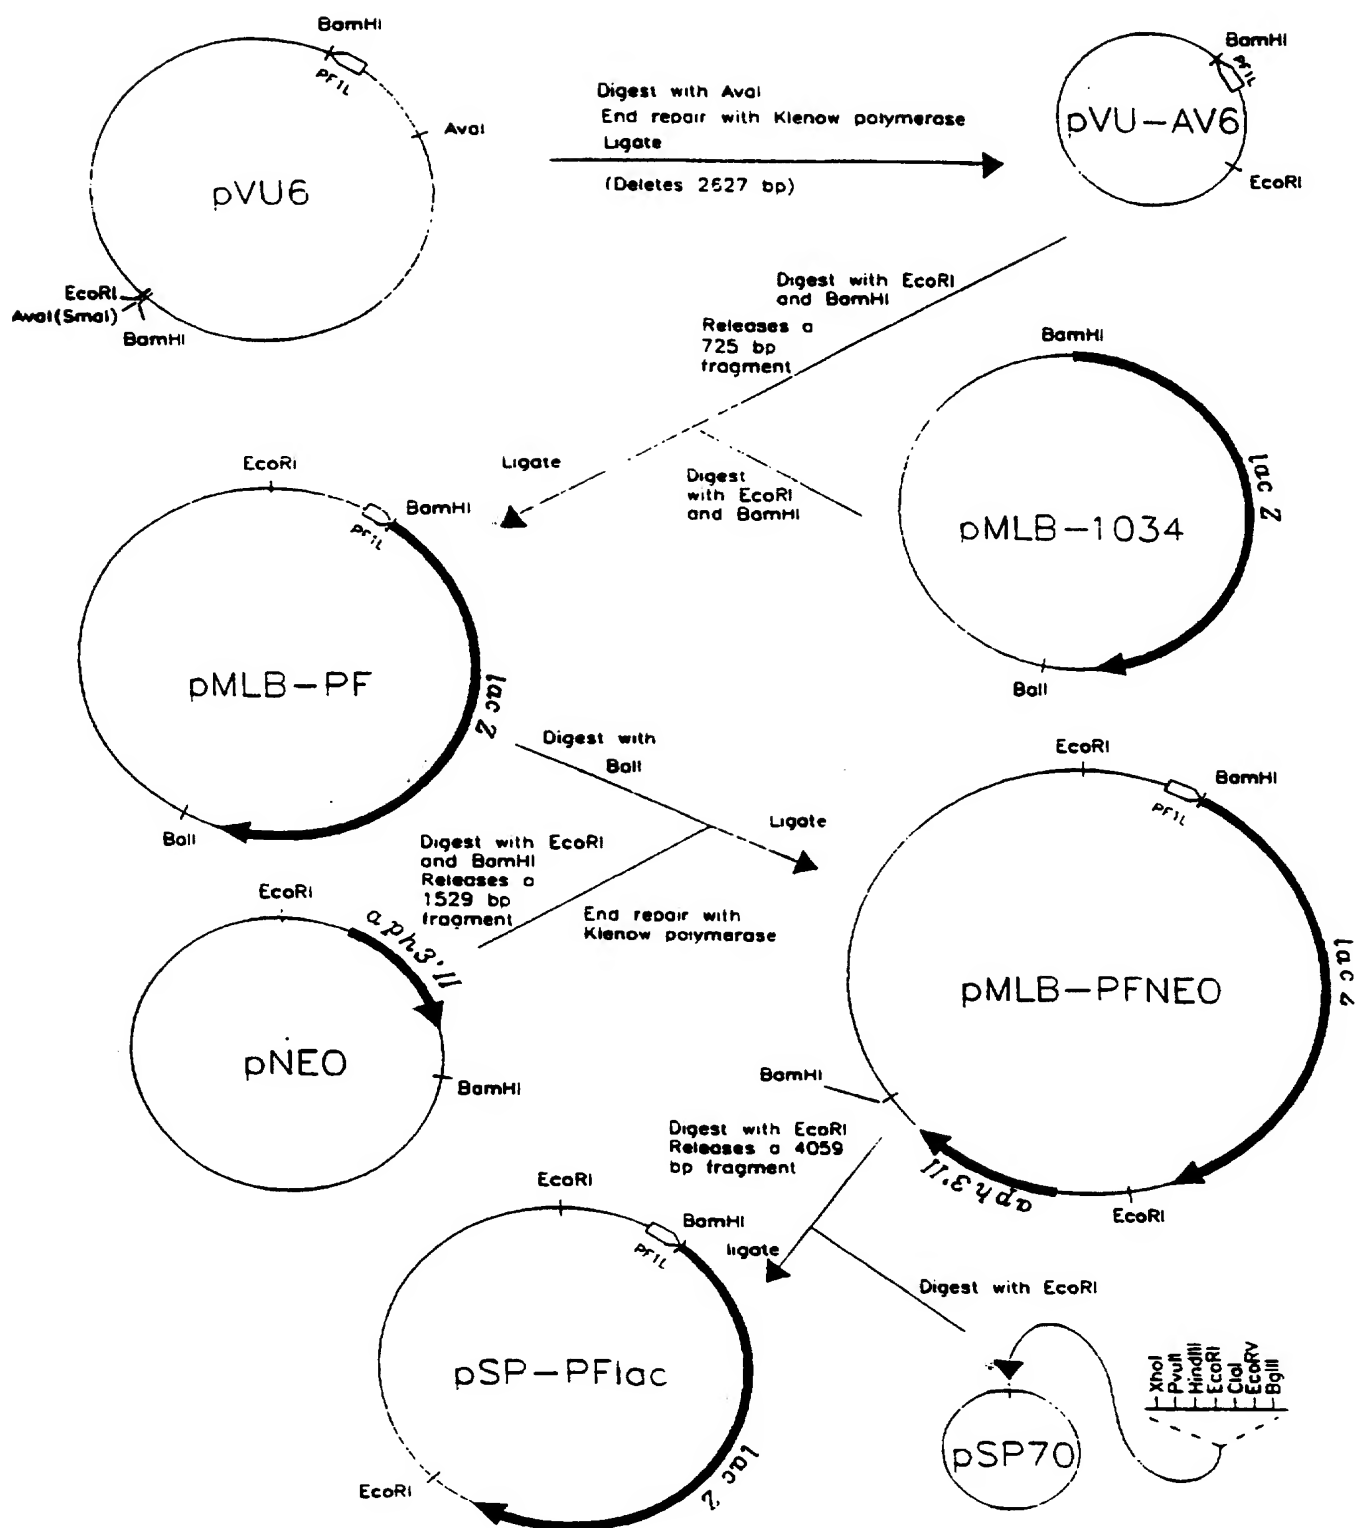 BamHI
PF1L
AvaI
pVU6
EcoRI
AvaI(SmaI)
BamHI
Digest with AvaI
End repair with Klenow polymerase
Ligate
(Deletes 2627 bp)
BamHI
PF1L
pVU-AV6
EcoRI
Digest with EcoRI
and BamHI
Releases a
725 bp
fragment
BamHI
lac Z
pMLB-1034
BalI
Digest
with EcoRI
and BamHI
Ligate
EcoRI
BamHI
PF1L
pMLB-PF
lac Z
BalI
Digest with
BalI
Ligate
Digest with EcoRI
and BamHI
Releases a
1529 bp
fragment
End repair with
Klenow polymerase
EcoRI
aph3'II
pNEO
BamHI
EcoRI
BamHI
PF1L
pMLB-PFNEO
lac Z
BamHI
aph3'II
EcoRI
Digest with EcoRI
Releases a 4059
bp fragment
ligate
Digest with EcoRI
EcoRI
BamHI
PF1L
pSP-PFlac
lac Z
EcoRI
pSP70
XhoI
PvuII
HindIII
EcoRI
ClaI
EcoRV
BglII